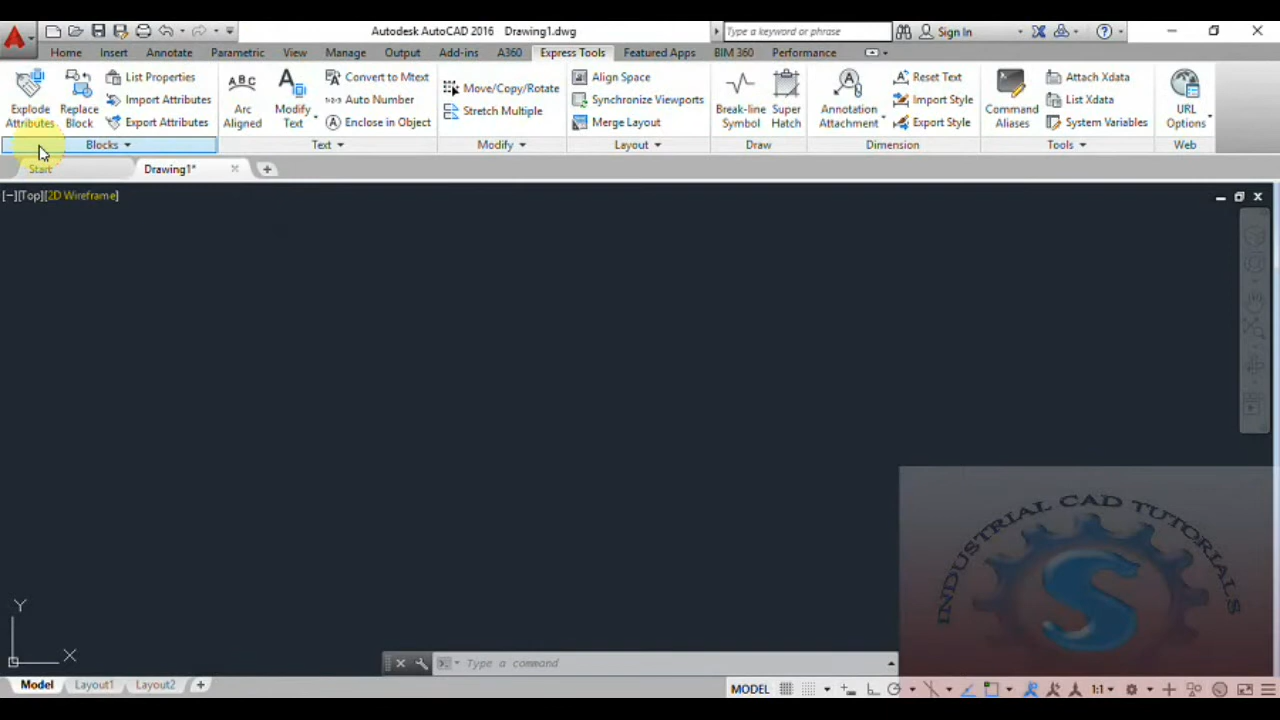 Autodesk AutoCAD 2016 Drawing1.dwg
Type a keyword or phrase
Sign In
Home Insert Annotate Parametric View Manage Output Add-ins A360 Express Tools Featured Apps BIM 360 Performance
Explode Attributes
Replace Block
List Properties
Import Attributes
Export Attributes
Blocks
Arc Aligned
Modify Text
Convert to Mtext
Auto Number
Enclose in Object
Text
Move/Copy/Rotate
Stretch Multiple
Modify
Align Space
Synchronize Viewports
Merge Layout
Layout
Break-line Symbol
Super Hatch
Draw
Annotation Attachment
Reset Text
Import Style
Export Style
Dimension
Command Aliases
Attach Xdata
List Xdata
System Variables
Tools
URL Options
Web
Start Drawing1*
[−][Top][2D Wireframe]
INDUSTRIAL CAD TUTORIALS
S
Y
X
Type a command
Model Layout1 Layout2
MODEL 1:1